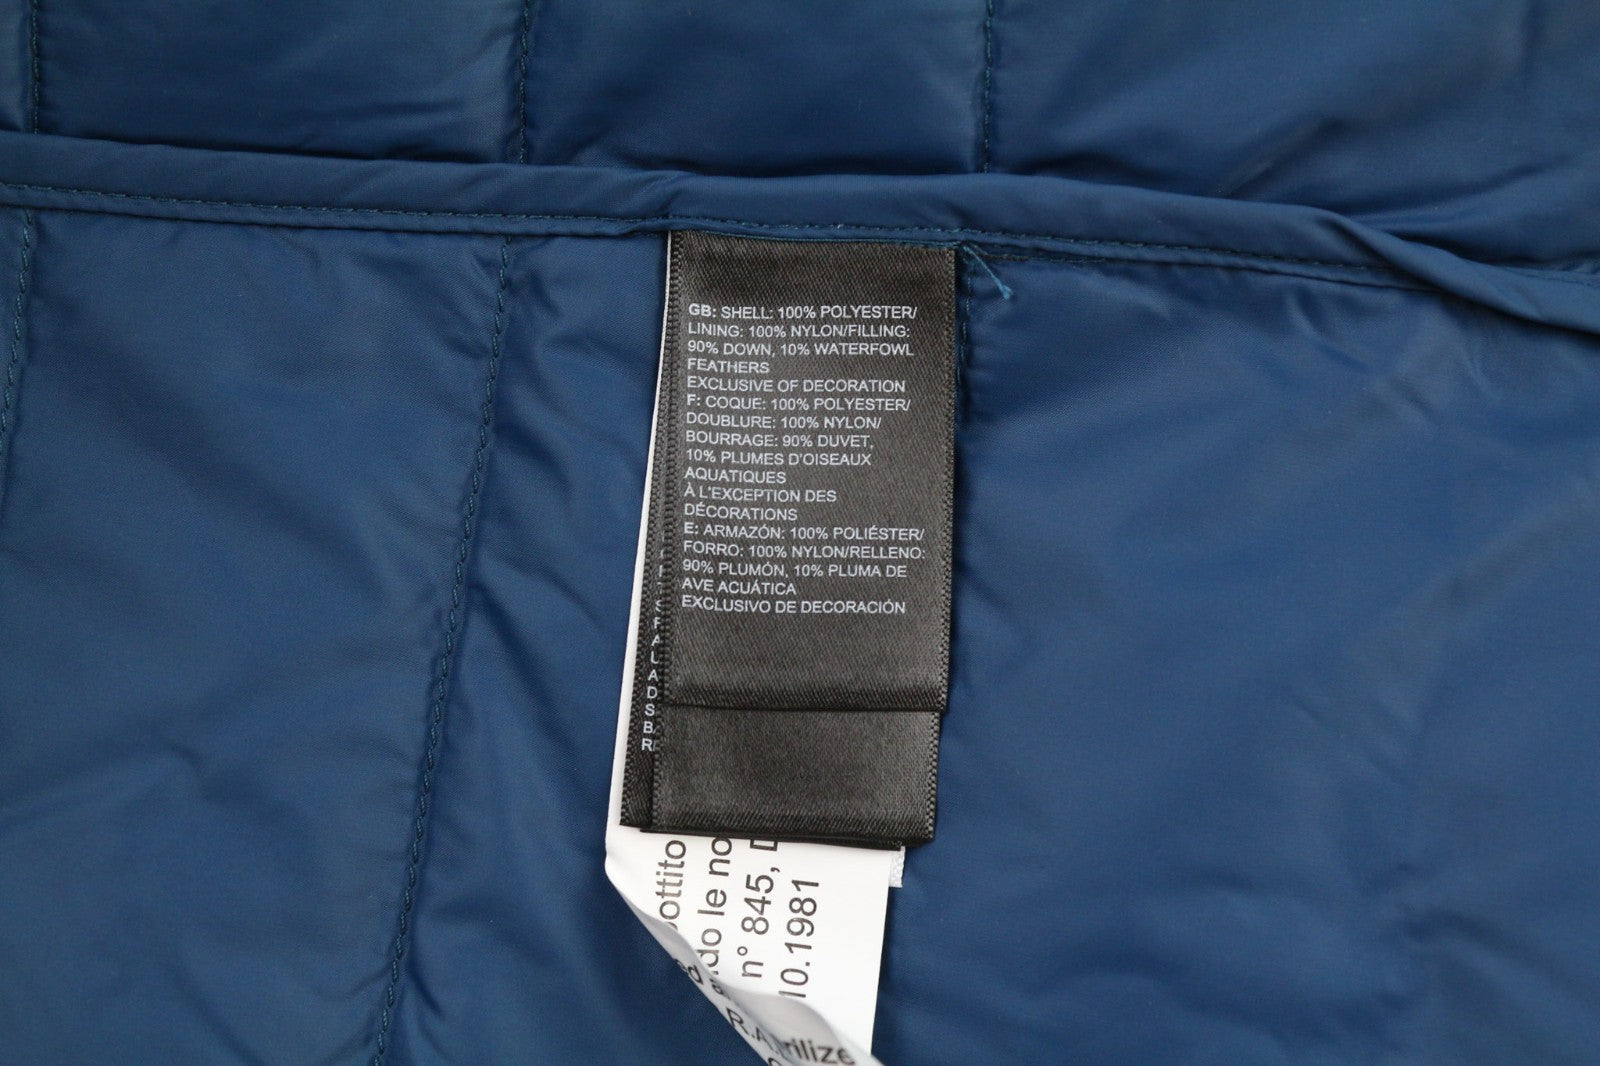 GB: SHELL: 100% POLYESTER/
LINING: 100% NYLON/FILLING:
90% DOWN, 10% WATERFOWL
FEATHERS
EXCLUSIVE OF DECORATION
F: COQUE: 100% POLYESTER/
DOUBLURE: 100% NYLON/
BOURRAGE: 90% DUVET,
10% PLUMES D'OISEAUX
AQUATIQUES
À L'EXCEPTION DES
DÉCORATIONS
E: ARMAZÓN: 100% POLIÉSTER/
FORRO: 100% NYLON/RELLENO:
90% PLUMÓN, 10% PLUMA DE
AVE ACUÁTICA
EXCLUSIVO DE DECORACIÓN
le no
n° 845,
10.1981